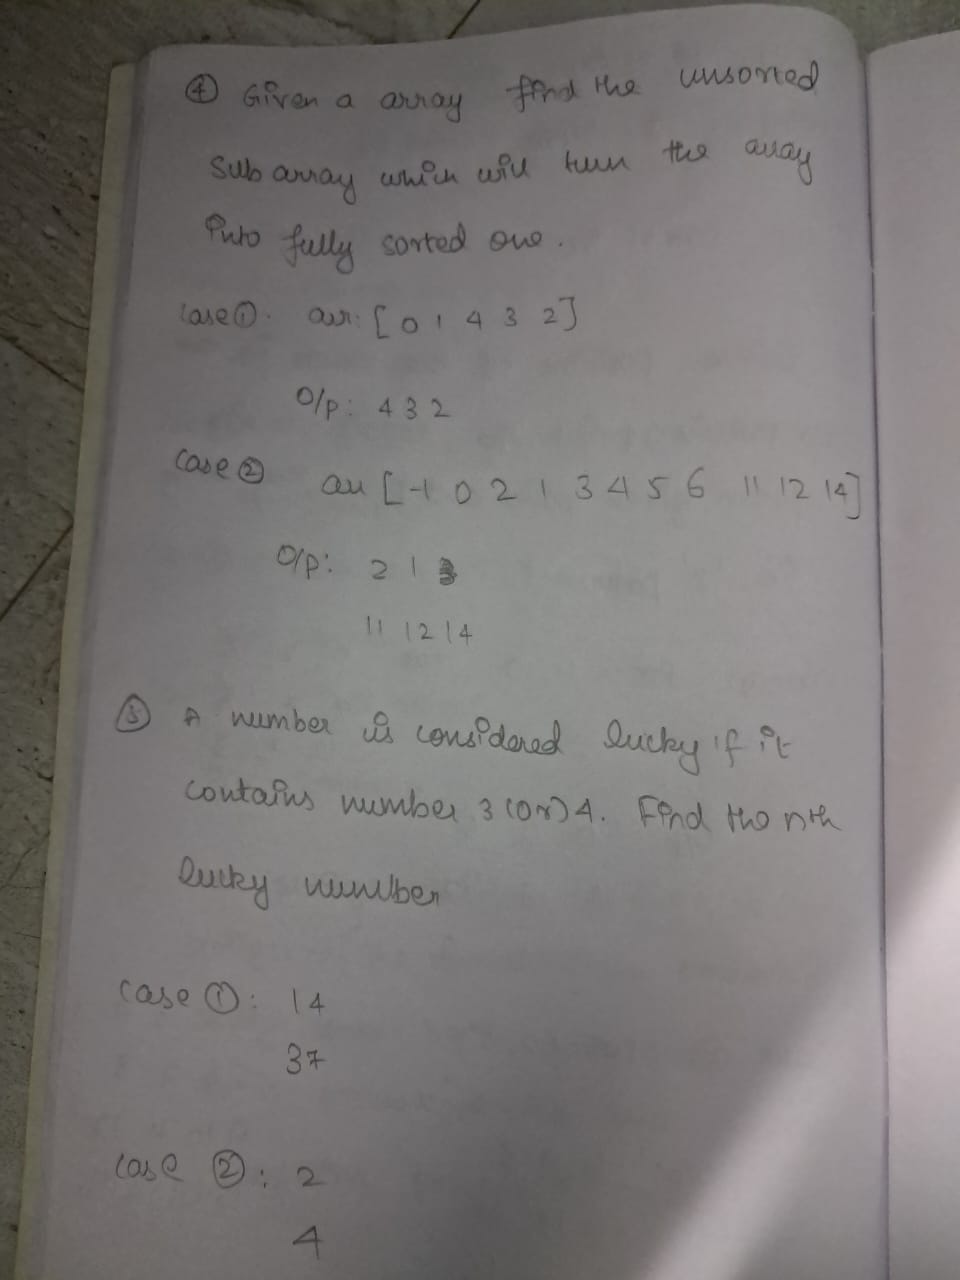 ④ Given a array find the unsorted
Sub array which will turn the array
into fully sorted one.
Case①. arr: [ 0 1 4 3 2]
O/p: 4 3 2
Case② arr [ -1 0 2 1 3 4 5 6 11 12 14]
O/p: 2 1
11 12 14
⑤ A number is considered lucky if it
contains number 3 (or) 4. Find the nth
lucky number
Case ①: 14
37
Case ②: 2
4